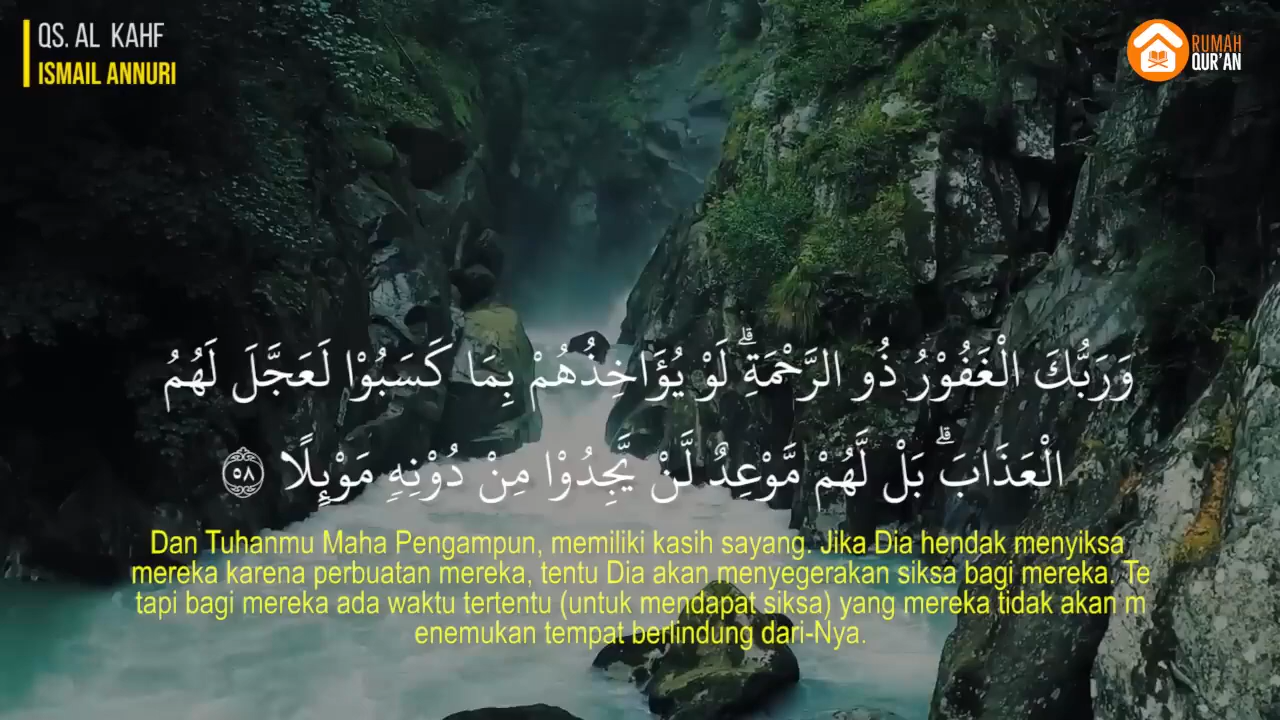 QS. AL KAHF
ISMAIL ANNURI
RUMAH
QUR'AN
وَرَبُّكَ الْغَفُوْرُ ذُو الرَّحْمَةِۗ لَوْ يُؤَاخِذُهُمْ بِمَا كَسَبُوْا لَعَجَّلَ لَهُمُ
الْعَذَابَۗ بَلْ لَّهُمْ مَّوْعِدٌ لَّنْ يَّجِدُوْا مِنْ دُوْنِهٖ مَوْىِٕلًا ٥٨
Dan Tuhanmu Maha Pengampun, memiliki kasih sayang. Jika Dia hendak menyiksa
mereka karena perbuatan mereka, tentu Dia akan menyegerakan siksa bagi mereka. Te
tapi bagi mereka ada waktu tertentu (untuk mendapat siksa) yang mereka tidak akan m
enemukan tempat berlindung dari-Nya.